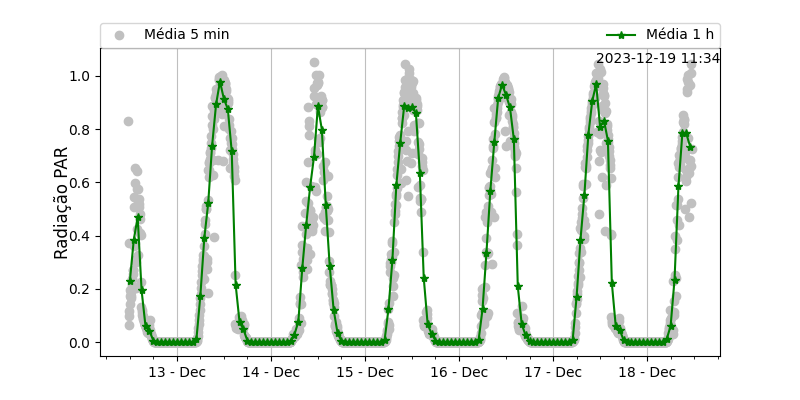 Média 5 min
Média 1 h
2023-12-19 11:34
1.0
0.8
0.6
0.4
0.2
0.0
Radiação PAR
13 - Dec
14 - Dec
15 - Dec
16 - Dec
17 - Dec
18 - Dec